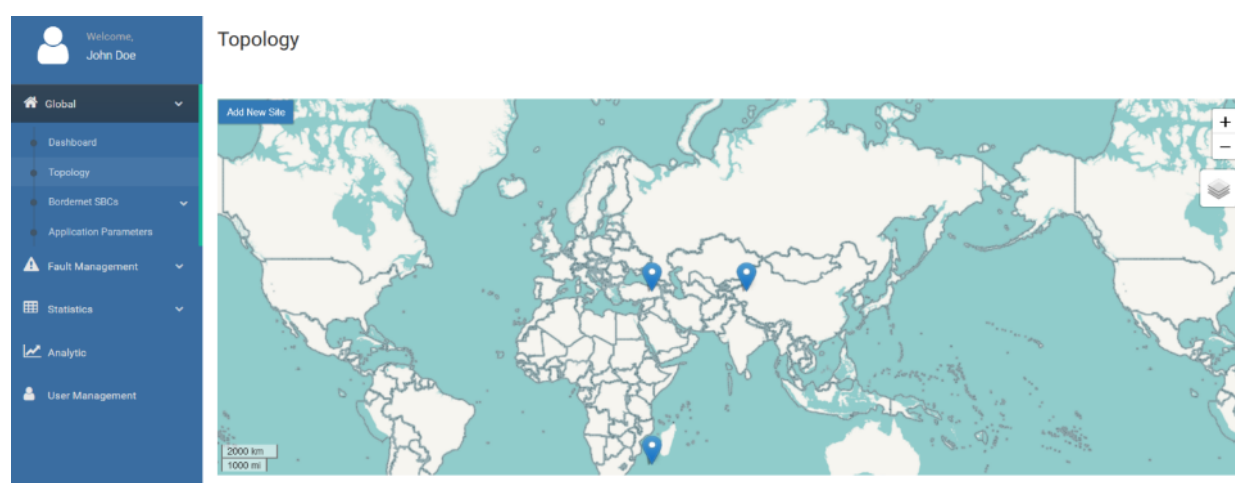 Welcome,
John Doe
Global
Dashboard
Topology
Bordernet SBCs
Application Parameters
Fault Management
Statistics
Analytic
User Management
Topology
Add New Site
+
−
2000 km
1000 mi